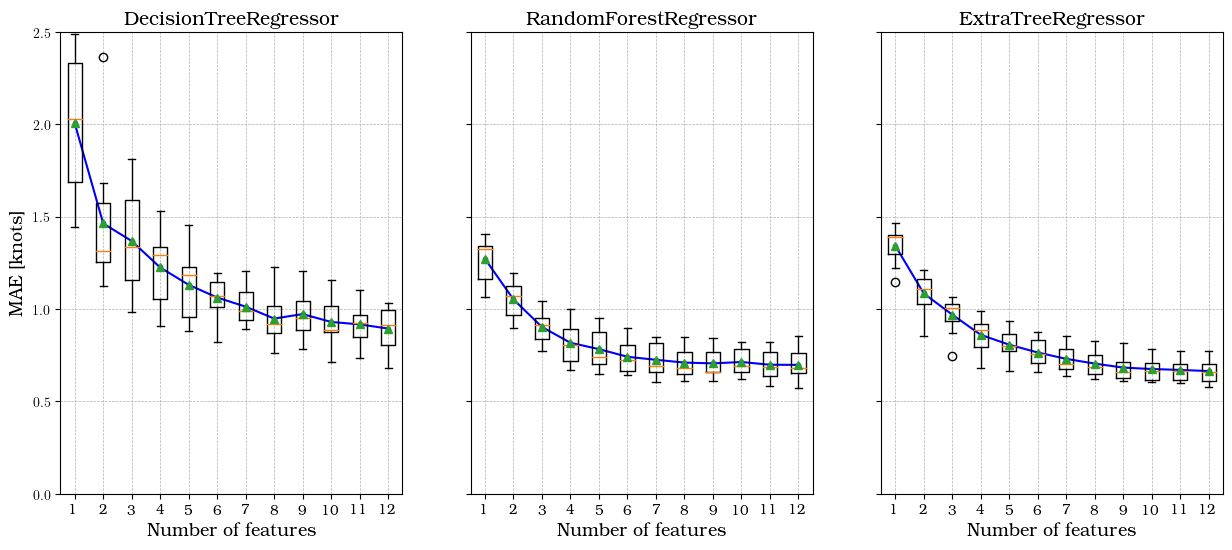 DecisionTreeRegressor RandomForestRegressor ExtraTreeRegressor
2.5
2.0
1.5
1.0
0.5
0.0
MAE [knots]
1 2 3 4 5 6 7 8 9 10 11 12 1 2 3 4 5 6 7 8 9 10 11 12 1 2 3 4 5 6 7 8 9 10 11 12
Number of features Number of features Number of features